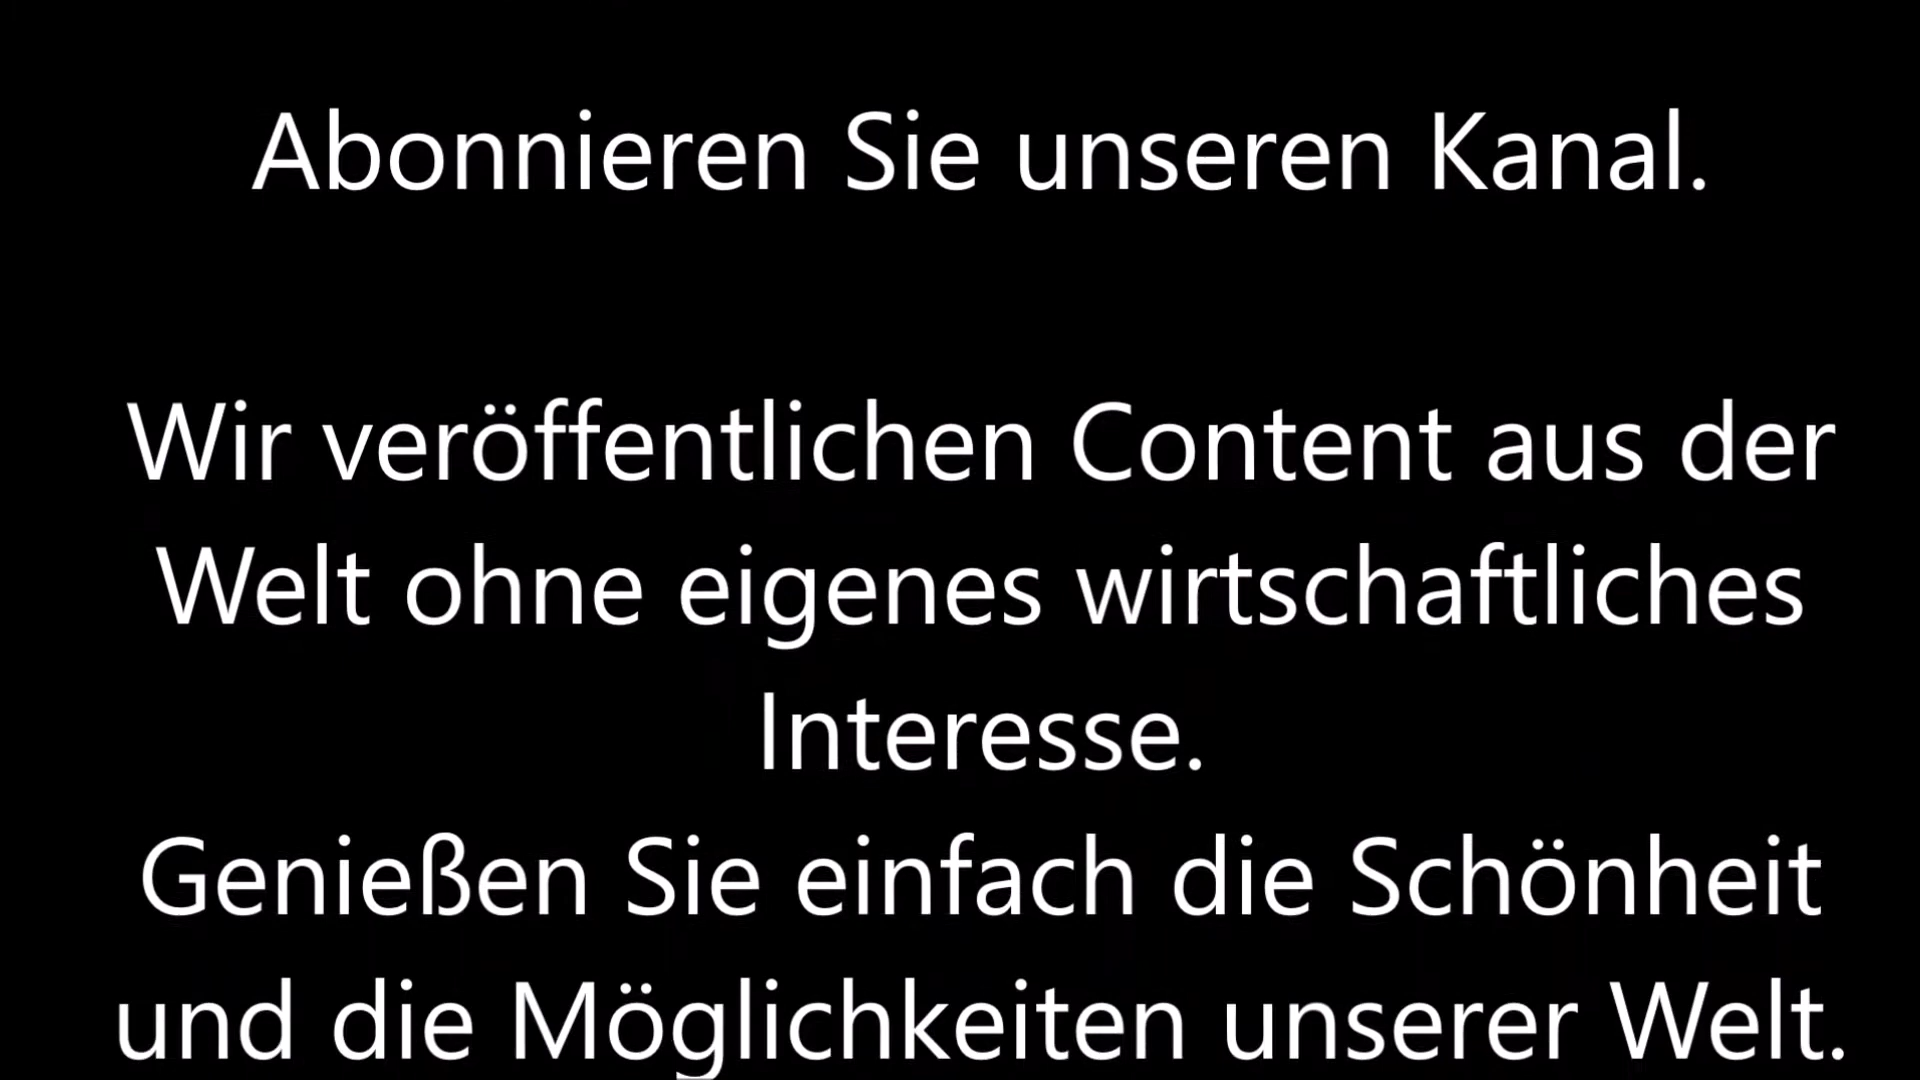 Abonnieren Sie unseren Kanal.
Wir veröffentlichen Content aus der
Welt ohne eigenes wirtschaftliches
Interesse.
Genießen Sie einfach die Schönheit
und die Möglichkeiten unserer Welt.